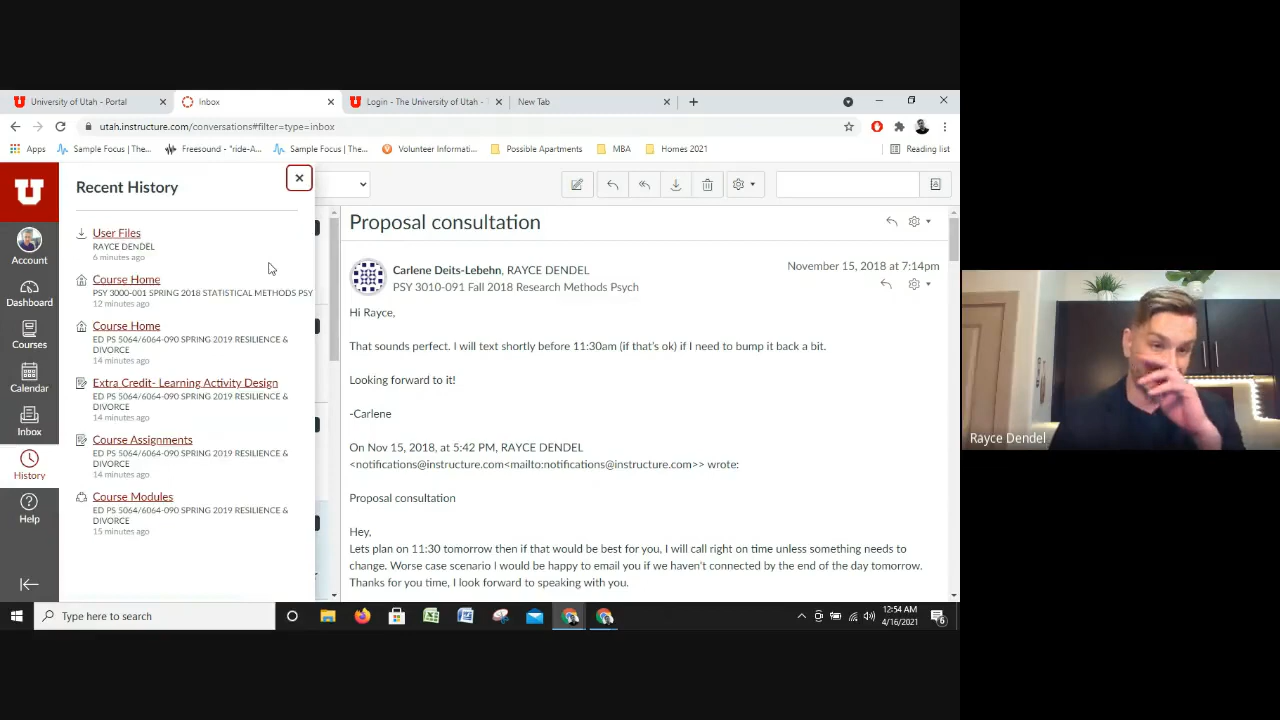 University of Utah - Portal
Inbox
Login - The University of Utah -
New Tab
utah.instructure.com/conversations#filter=type=inbox
Apps
Sample Focus | The...
Freesound - "ride-A...
Sample Focus | The...
Volunteer Informati...
Possible Apartments
MBA
Homes 2021
Reading list
U
Account
Dashboard
Courses
Calendar
Inbox
History
Help
Recent History
User Files
RAYCE DENDEL
6 minutes ago
Course Home
PSY 3000-001 SPRING 2018 STATISTICAL METHODS PSY
12 minutes ago
Course Home
ED PS 5064/6064-090 SPRING 2019 RESILIENCE &
DIVORCE
14 minutes ago
Extra Credit- Learning Activity Design
ED PS 5064/6064-090 SPRING 2019 RESILIENCE &
DIVORCE
14 minutes ago
Course Assignments
ED PS 5064/6064-090 SPRING 2019 RESILIENCE &
DIVORCE
14 minutes ago
Course Modules
ED PS 5064/6064-090 SPRING 2019 RESILIENCE &
DIVORCE
15 minutes ago
Proposal consultation
Carlene Deits-Lebehn, RAYCE DENDEL
November 15, 2018 at 7:14pm
PSY 3010-091 Fall 2018 Research Methods Psych
Hi Rayce,
That sounds perfect. I will text shortly before 11:30am (if that's ok) if I need to bump it back a bit.
Looking forward to it!
-Carlene
On Nov 15, 2018, at 5:42 PM, RAYCE DENDEL
<notifications@instructure.com<mailto:notifications@instructure.com>> wrote:
Proposal consultation
Hey,
Lets plan on 11:30 tomorrow then if that would be best for you, I will call right on time unless something needs to
change. Worse case scenario I would be happy to email you if we haven't connected by the end of the day tomorrow.
Thanks for you time, I look forward to speaking with you.
Type here to search
12:54 AM
4/16/2021
6
Rayce Dendel